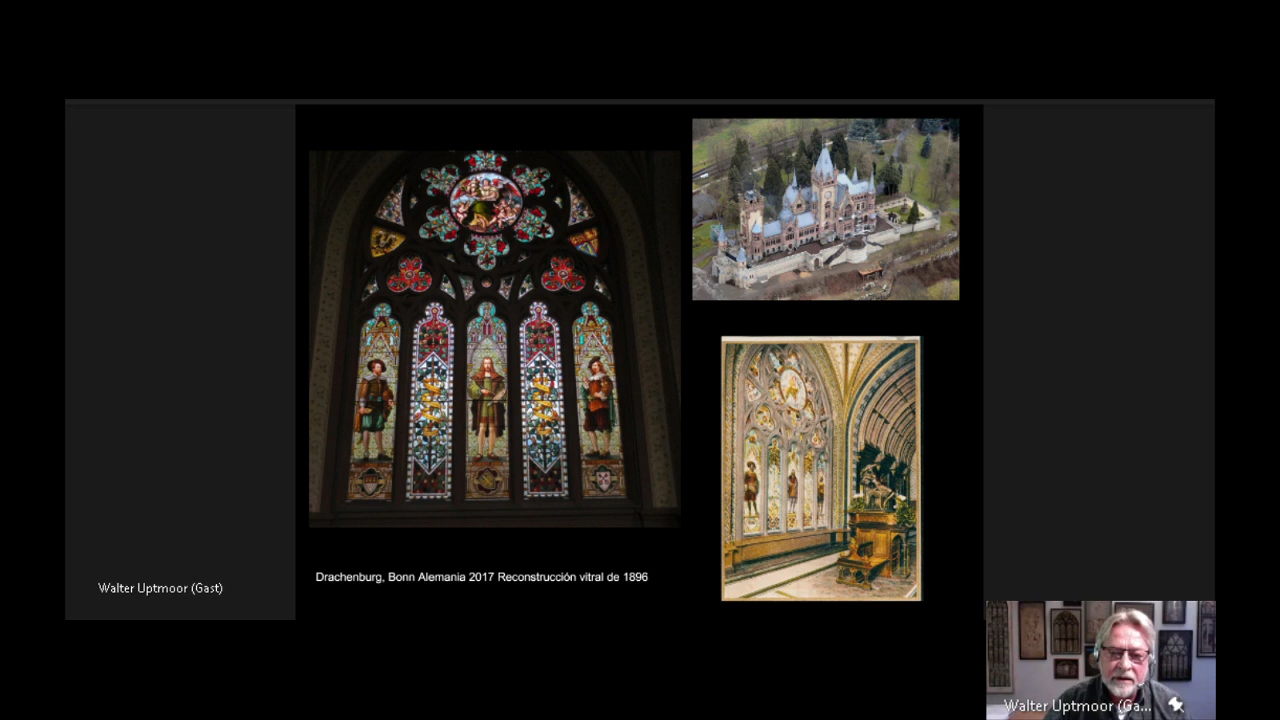 Drachenburg, Bonn Alemania 2017 Reconstrucción vitral de 1896
Walter Uptmoor (Gast)
Walter Uptmoor (Ga...